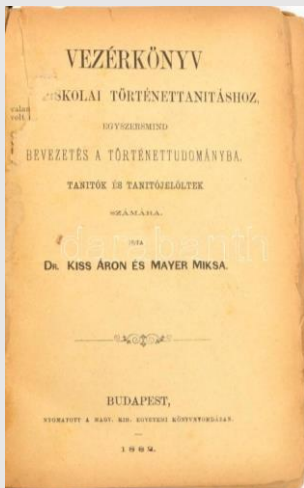 VEZÉRKÖNYV
ISKOLAI TÖRTÉNETTANITÁSHOZ,
EGYSZERSMIND
BEVEZETÉS A TÖRTÉNETTUDOMÁNYBA,
TANITÓK ÉS TANITÓJELÖLTEK
SZÁMÁRA.
IRTA
DR. KISS ÁRON ÉS MAYER MIKSA.
BUDAPEST,
NYOMATOTT A MAGY. KIR. EGYETEMI KÖNYVNYOMDÁBAN.